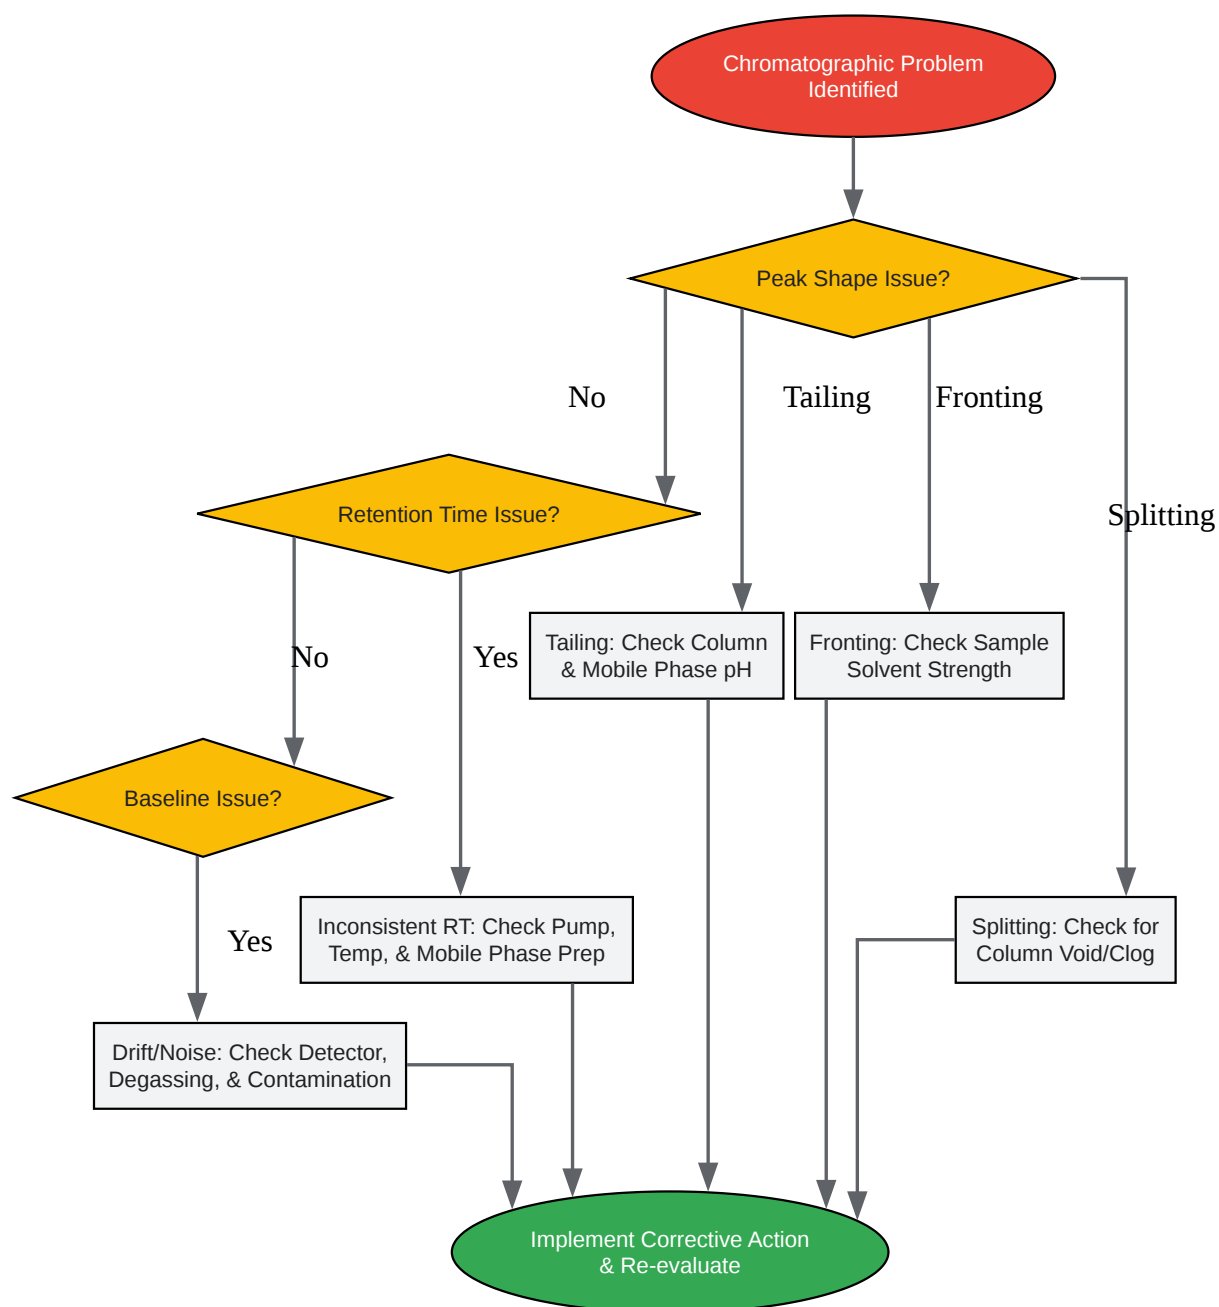 Chromatographic Problem
Identified
Peak Shape Issue?
No
Tailing
Fronting
Splitting
Retention Time Issue?
Tailing: Check Column
& Mobile Phase pH
Fronting: Check Sample
Solvent Strength
No
Yes
Baseline Issue?
Yes
Inconsistent RT: Check Pump,
Temp, & Mobile Phase Prep
Splitting: Check for
Column Void/Clog
Drift/Noise: Check Detector,
Degassing, & Contamination
Implement Corrective Action
& Re-evaluate